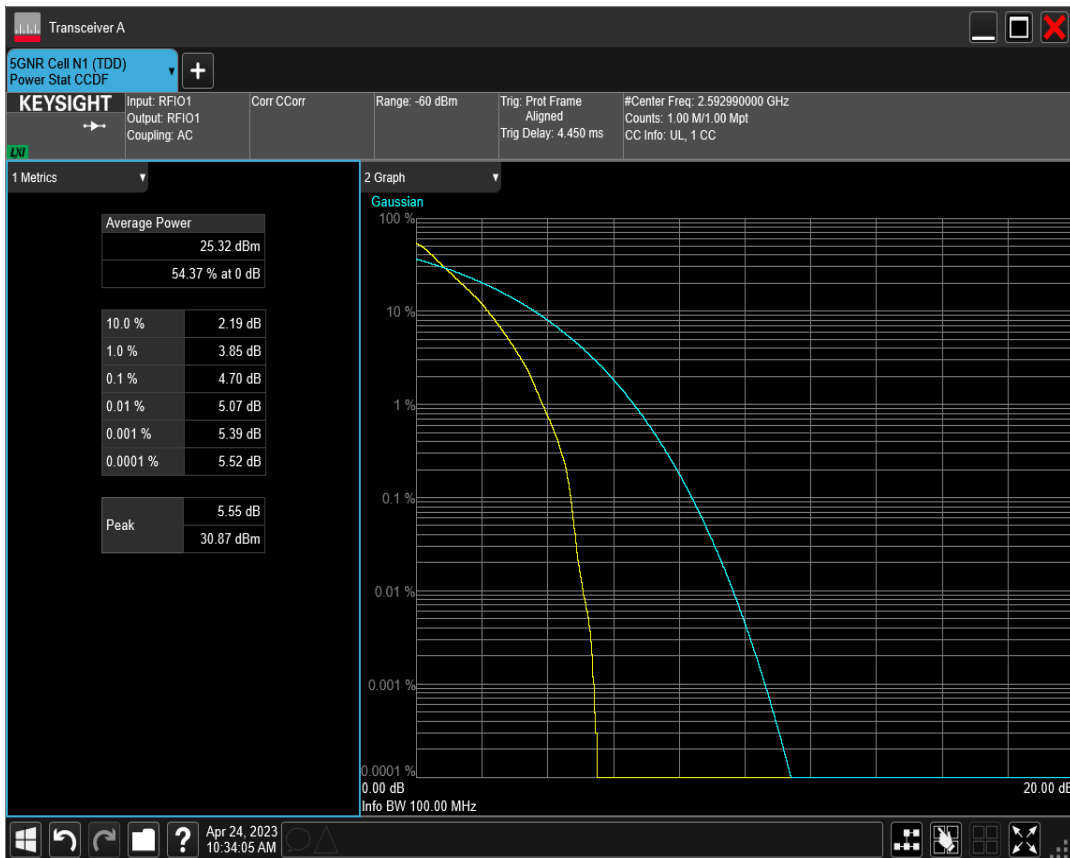 Transceiver A
5GNR Cell N1 (TDD)
Power Stat CCDF
+
KEYSIGHT
LXI
Input: RFIO1
Output: RFIO1
Coupling: AC
Corr CCorr
Range: -60 dBm
Trig: Prot Frame
Aligned
Trig Delay: 4.450 ms
#Center Freq: 2.592990000 GHz
Counts: 1.00 M/1.00 Mpt
CC Info: UL, 1 CC
1 Metrics
Average Power
25.32 dBm
54.37 % at 0 dB
10.0 % 2.19 dB
1.0 % 3.85 dB
0.1 % 4.70 dB
0.01 % 5.07 dB
0.001 % 5.39 dB
0.0001 % 5.52 dB
Peak 5.55 dB
30.87 dBm
2 Graph
Gaussian
100 %
10 %
1 %
0.1 %
0.01 %
0.001 %
0.0001 %
0.00 dB 20.00 dB
Info BW 100.00 MHz
? Apr 24, 2023
10:34:05 AM